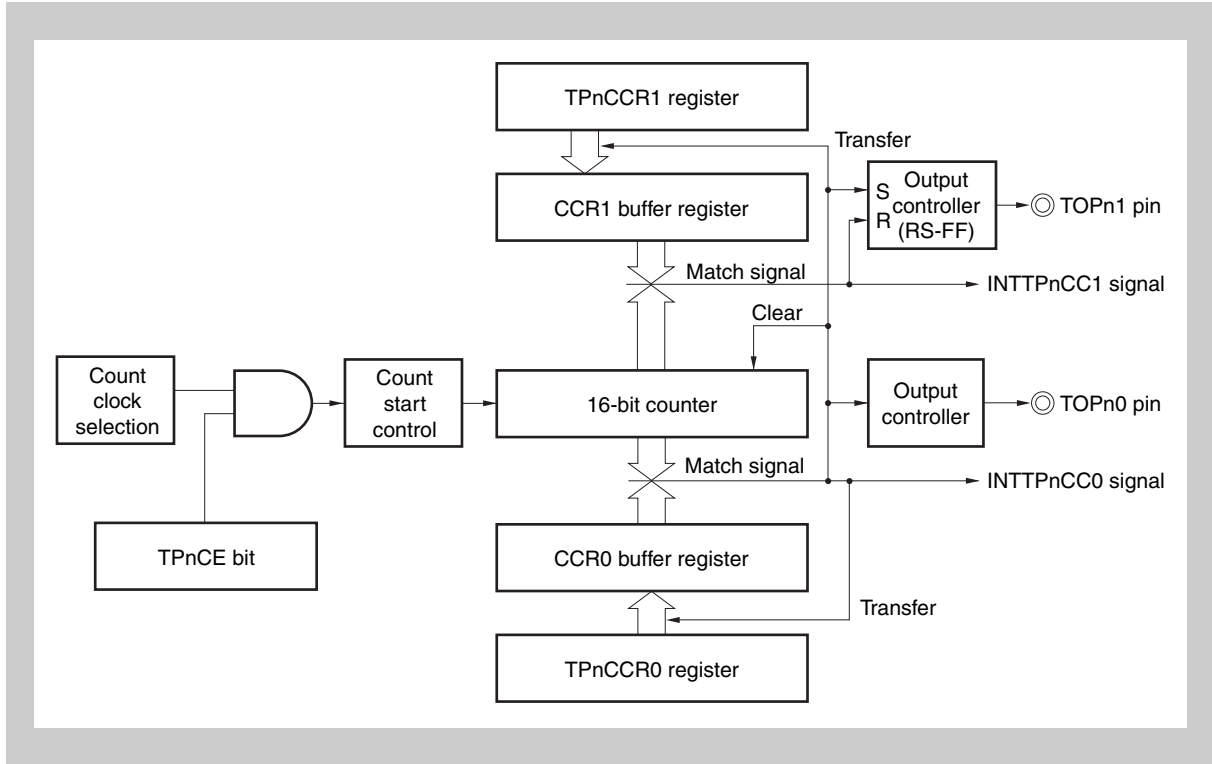 TPnCCR1 register
Transfer
CCR1 buffer register
S
R
Output
controller
(RS-FF)
TOPn1 pin
Match signal
INTTPnCC1 signal
Clear
Count
clock
selection
Count
start
control
16-bit counter
Output
controller
TOPn0 pin
Match signal
INTTPnCC0 signal
TPnCE bit
CCR0 buffer register
Transfer
TPnCCR0 register